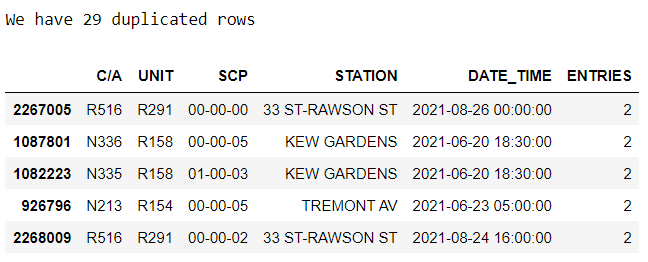 We have 29 duplicated rows
C/A UNIT SCP STATION DATE_TIME ENTRIES
2267005 R516 R291 00-00-00 33 ST-RAWSON ST 2021-08-26 00:00:00 2
1087801 N336 R158 00-00-05 KEW GARDENS 2021-06-20 18:30:00 2
1082223 N335 R158 01-00-03 KEW GARDENS 2021-06-20 18:30:00 2
926796 N213 R154 00-00-05 TREMONT AV 2021-06-23 05:00:00 2
2268009 R516 R291 00-00-02 33 ST-RAWSON ST 2021-08-24 16:00:00 2